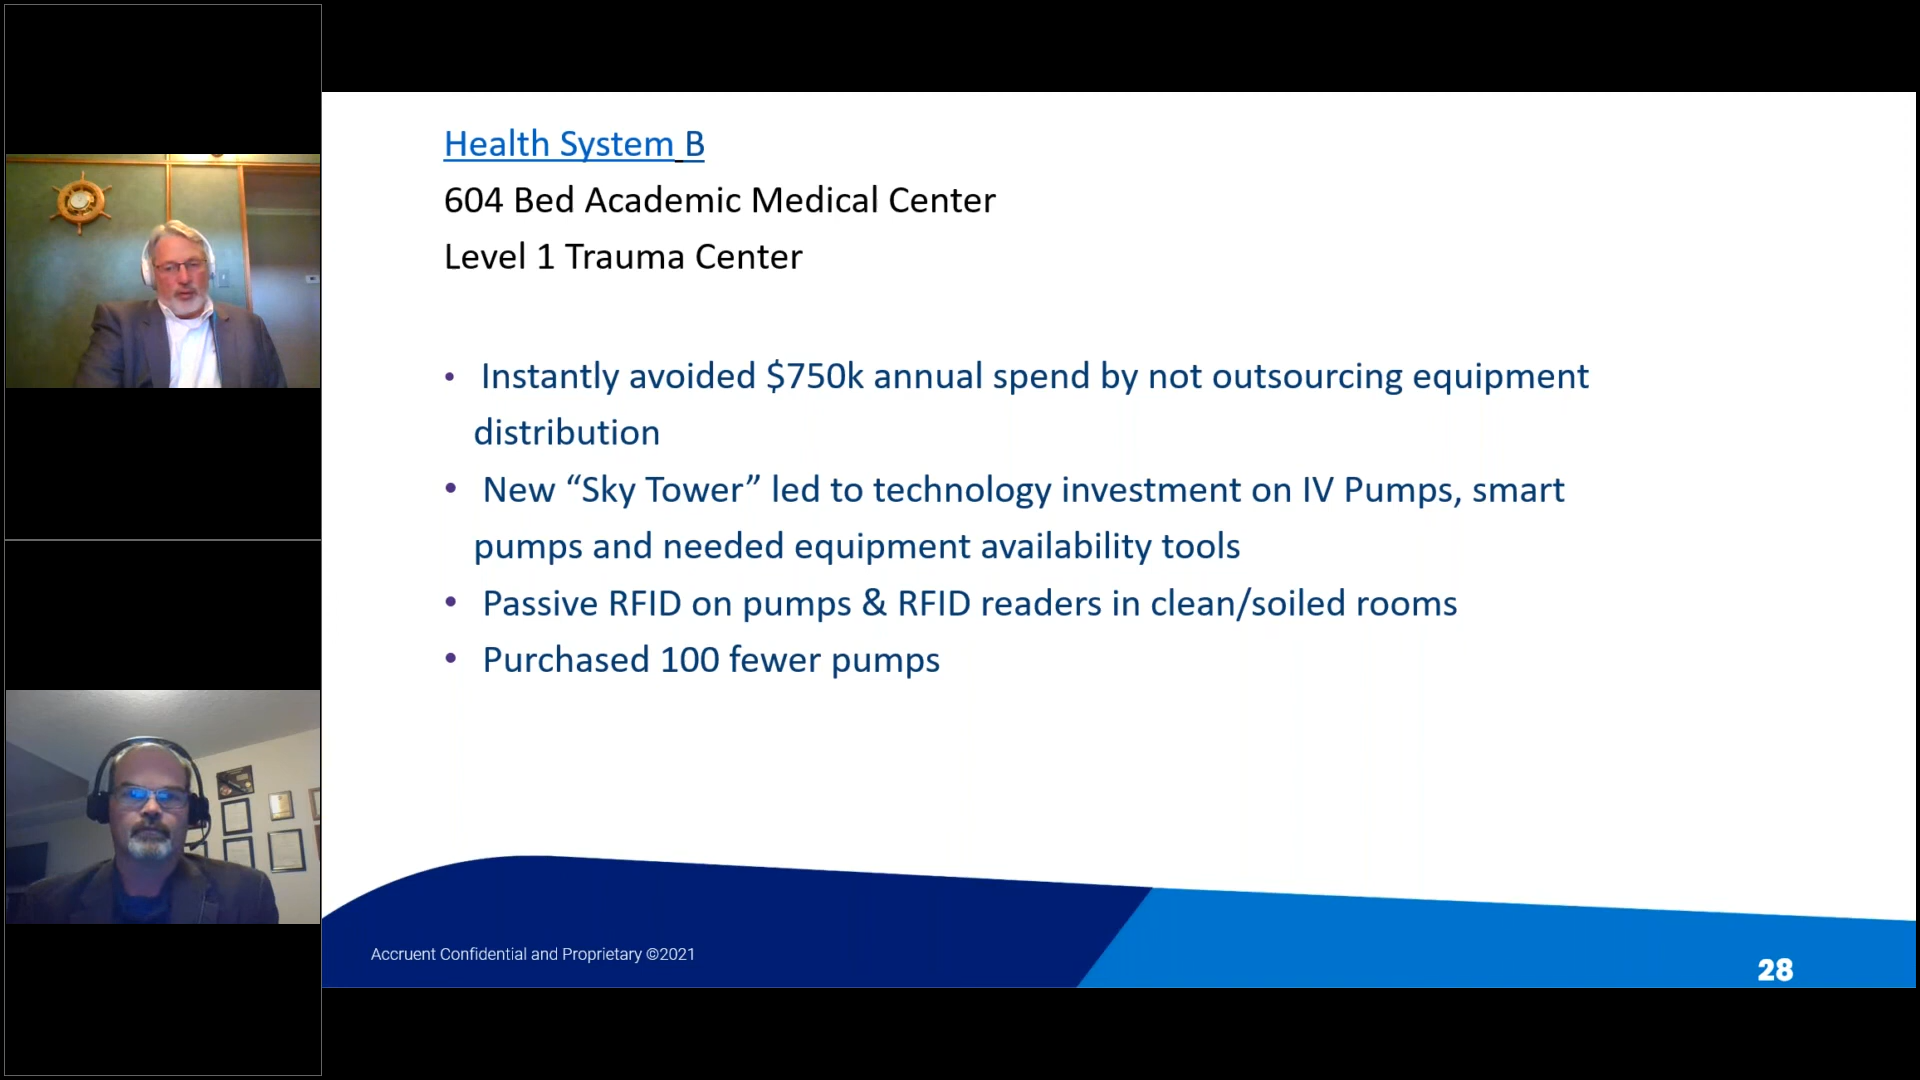 Health System B
604 Bed Academic Medical Center
Level 1 Trauma Center
• Instantly avoided $750k annual spend by not outsourcing equipment
distribution
• New “Sky Tower” led to technology investment on IV Pumps, smart
pumps and needed equipment availability tools
• Passive RFID on pumps & RFID readers in clean/soiled rooms
• Purchased 100 fewer pumps
Accruent Confidential and Proprietary ©2021
28